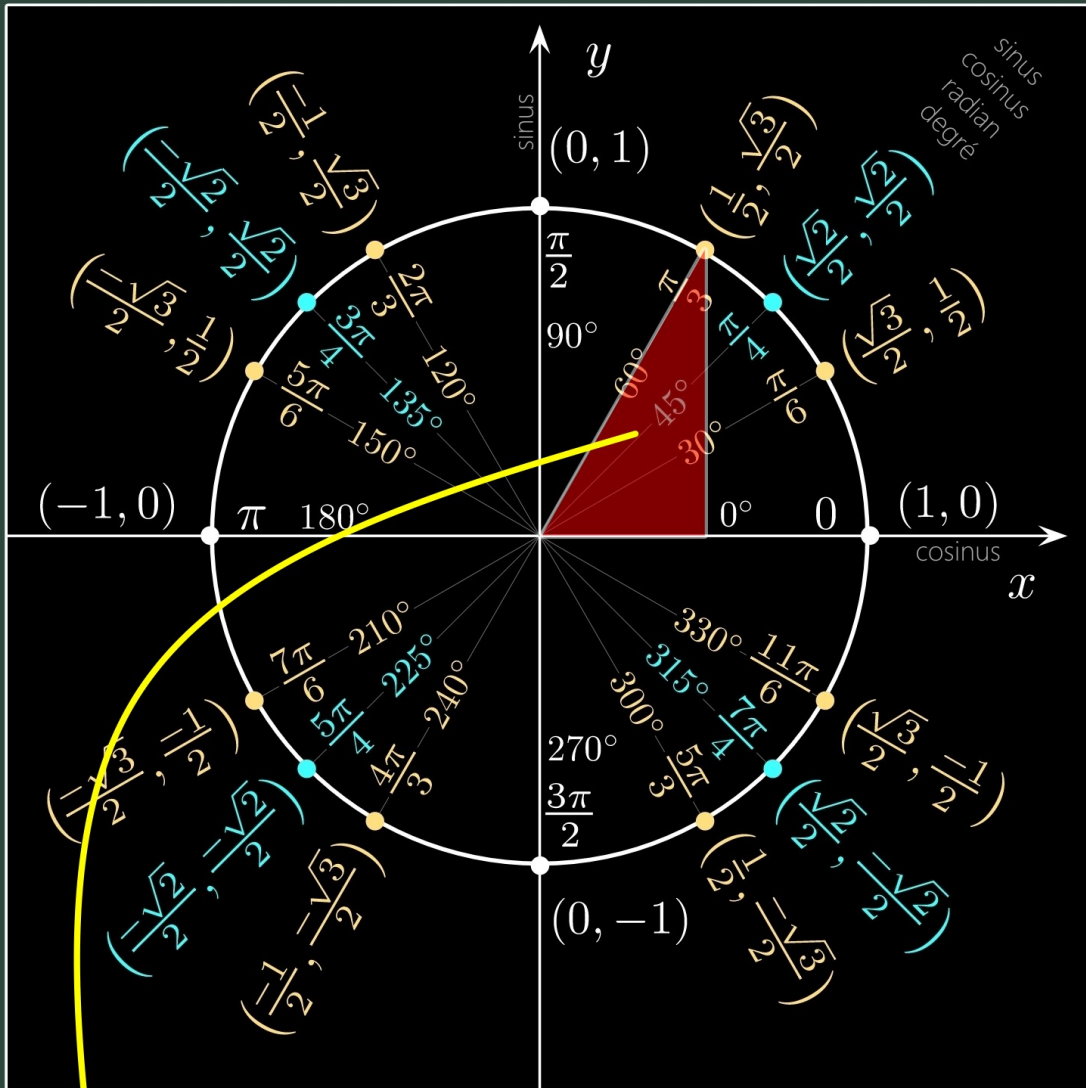 y
sinus
sinus
cosinus
radian
degré
(0, 1)
(-1/2, √3/2)
(1/2, √3/2)
(-√2/2, √2/2)
(√2/2, √2/2)
(-√3/2, 1/2)
(√3/2, 1/2)
π/2
90°
2π/3
120°
3π/4
135°
5π/6
150°
π/3
60°
π/4
45°
π/6
30°
(-1, 0)
π
180°
0°
0
(1, 0)
cosinus
x
7π/6
210°
5π/4
225°
4π/3
240°
270°
3π/2
300°
5π/3
315°
7π/4
330°
11π/6
(-√3/2, -1/2)
(√3/2, -1/2)
(-√2/2, -√2/2)
(√2/2, -√2/2)
(-1/2, -√3/2)
(1/2, -√3/2)
(0, -1)